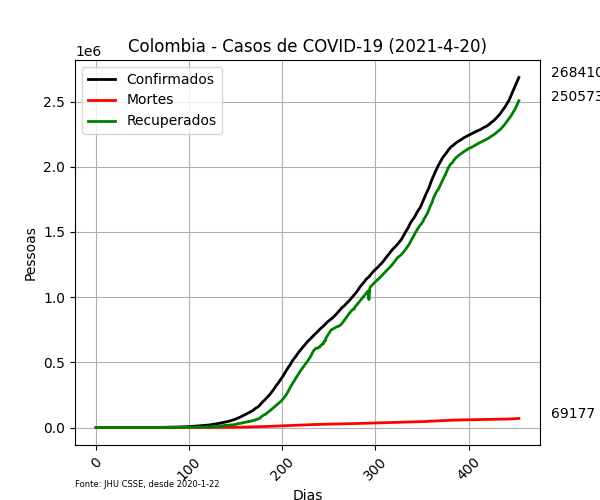 Colombia - Casos de COVID-19 (2021-4-20)
1e6
Confirmados
Mortes
Recuperados
268410
250573
69177
2.5
2.0
1.5
1.0
0.5
0.0
Pessoas
0
100
200
300
400
Fonte: JHU CSSE, desde 2020-1-22
Dias